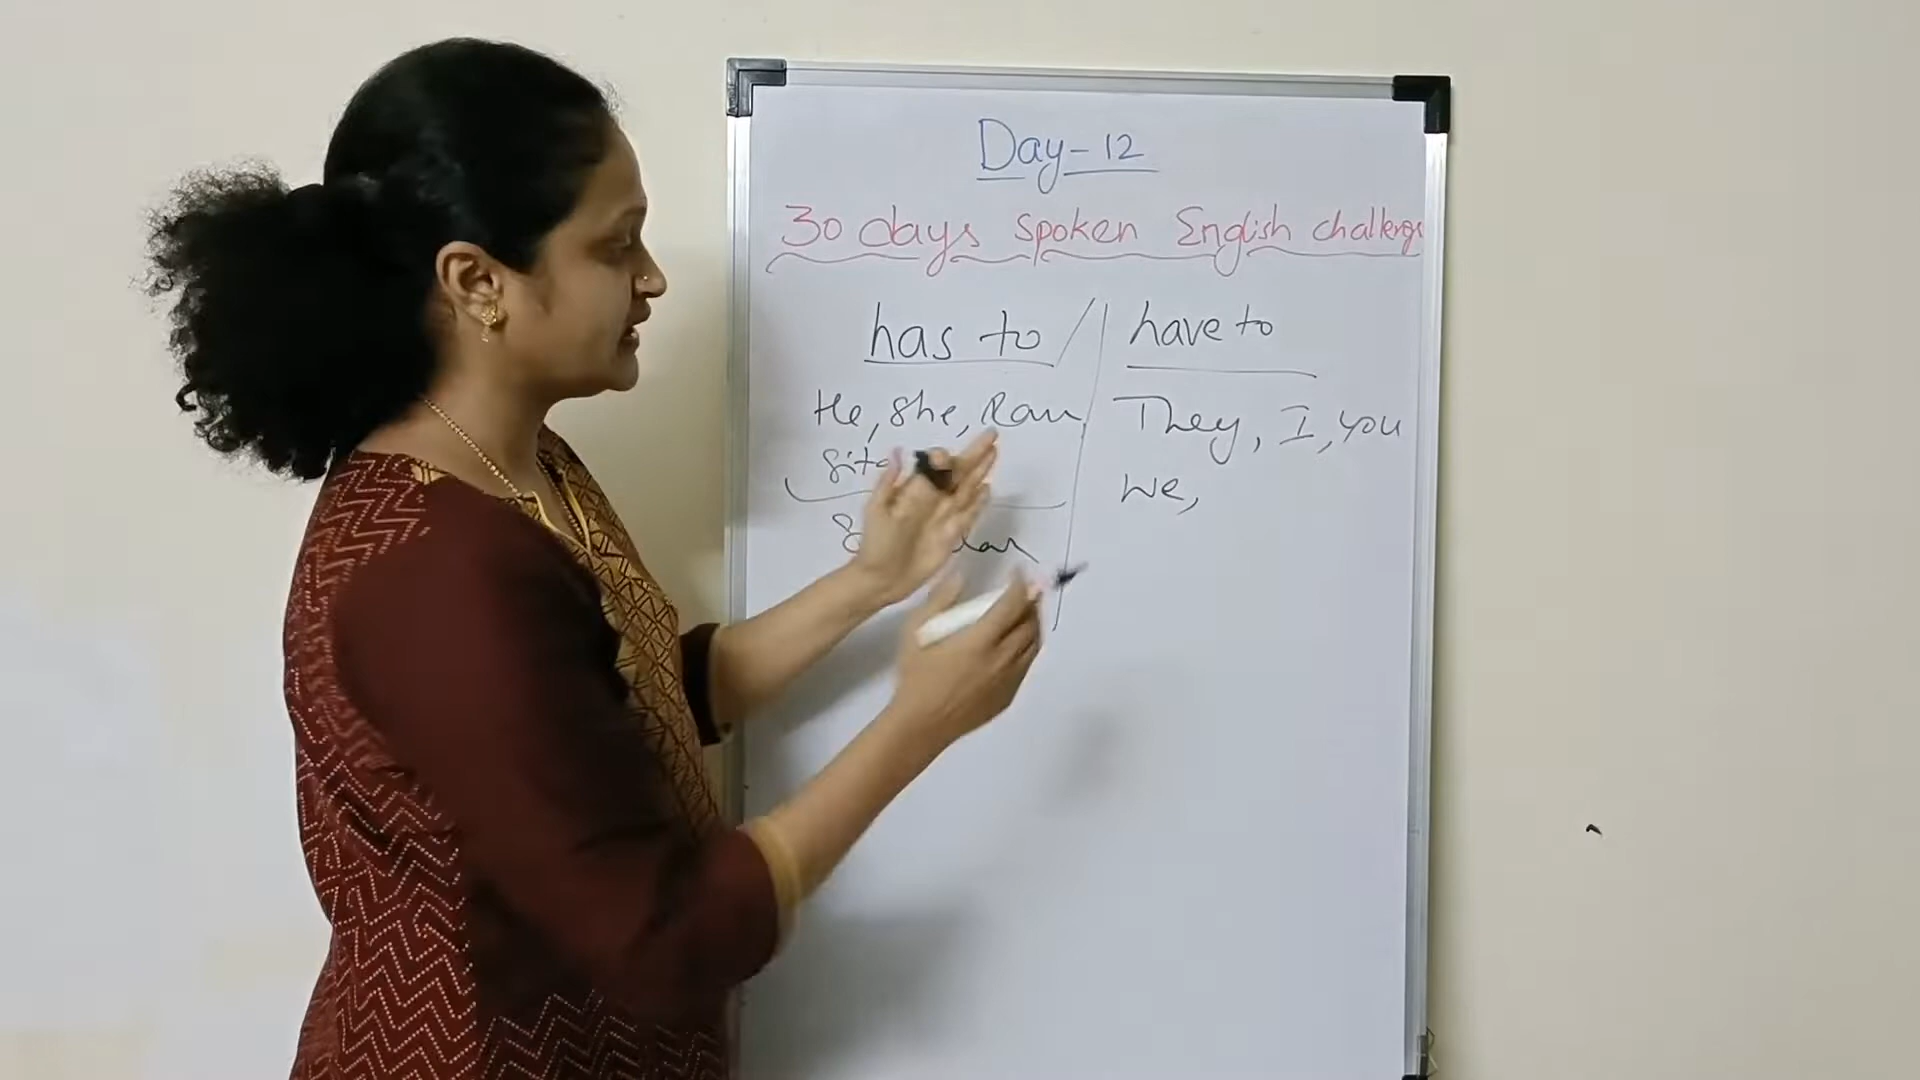 Day-12
30 days spoken English challenge
has to / have to
He, She, Ram
They, I, you
We,